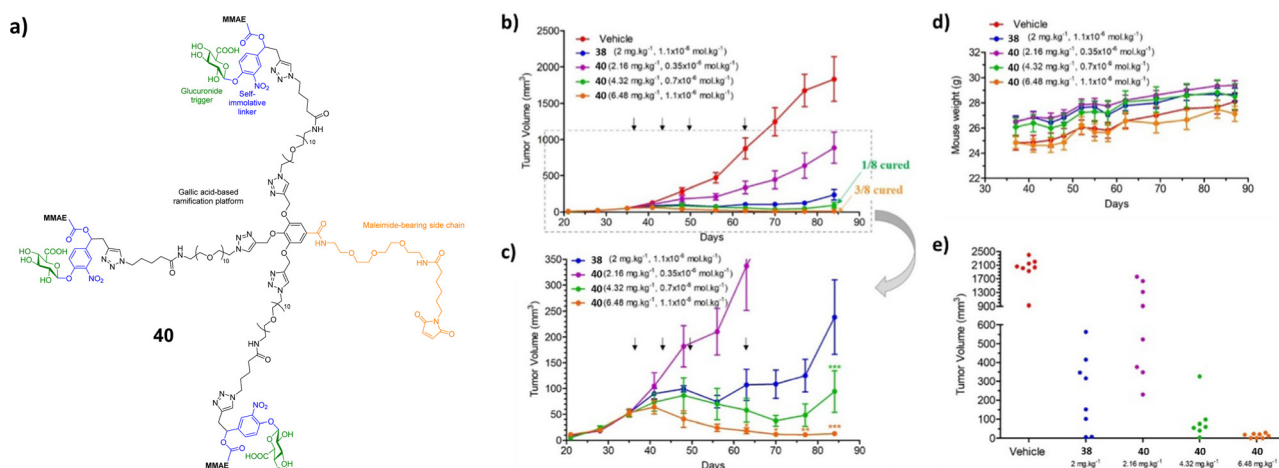 a)
MMAE
COOH
HO
HO
OH
NO₂
Glucuronide
trigger
Self-
immolative
linker
N=N
NH
10
Gallic acid-based
ramification platform
Maleimide-bearing side chain
MMAE
COOH
HO
HO
OH
NO₂
10
40
10
NO₂
MMAE
HOOC
OH
OH
b)
Tumor Volume (mm³)
2500
2000
1500
1000
500
0
Vehicle
38 (2 mg.kg⁻¹, 1.1x10⁻⁶ mol.kg⁻¹)
40 (2.16 mg.kg⁻¹, 0.35x10⁻⁶ mol.kg⁻¹)
40 (4.32 mg.kg⁻¹, 0.7x10⁻⁶ mol.kg⁻¹)
40 (6.48 mg.kg⁻¹, 1.1x10⁻⁶ mol.kg⁻¹)
1/8 cured
3/8 cured
20 30 40 50 60 70 80 90
Days
c)
Tumor Volume (mm³)
350
300
250
200
150
100
50
0
38 (2 mg.kg⁻¹, 1.1x10⁻⁶ mol.kg⁻¹)
40 (2.16 mg.kg⁻¹, 0.35x10⁻⁶ mol.kg⁻¹)
40 (4.32 mg.kg⁻¹, 0.7x10⁻⁶ mol.kg⁻¹)
40 (6.48 mg.kg⁻¹, 1.1x10⁻⁶ mol.kg⁻¹)
***
* * ** ***
20 30 40 50 60 70 80 90
Days
d)
Mouse weight (g)
34
32
30
28
26
24
22
Vehicle
38 (2 mg.kg⁻¹, 1.1x10⁻⁶ mol.kg⁻¹)
40 (2.16 mg.kg⁻¹, 0.35x10⁻⁶ mol.kg⁻¹)
40 (4.32 mg.kg⁻¹, 0.7x10⁻⁶ mol.kg⁻¹)
40 (6.48 mg.kg⁻¹, 1.1x10⁻⁶ mol.kg⁻¹)
30 40 50 60 70 80 90
Days
e)
Tumor Volume (mm³)
2500
2100
1700
1300
900
600
500
400
300
200
100
0
Vehicle 38 40 40 40
2 mg.kg⁻¹ 2.16 mg.kg⁻¹ 4.32 mg.kg⁻¹ 6.48 mg.kg⁻¹